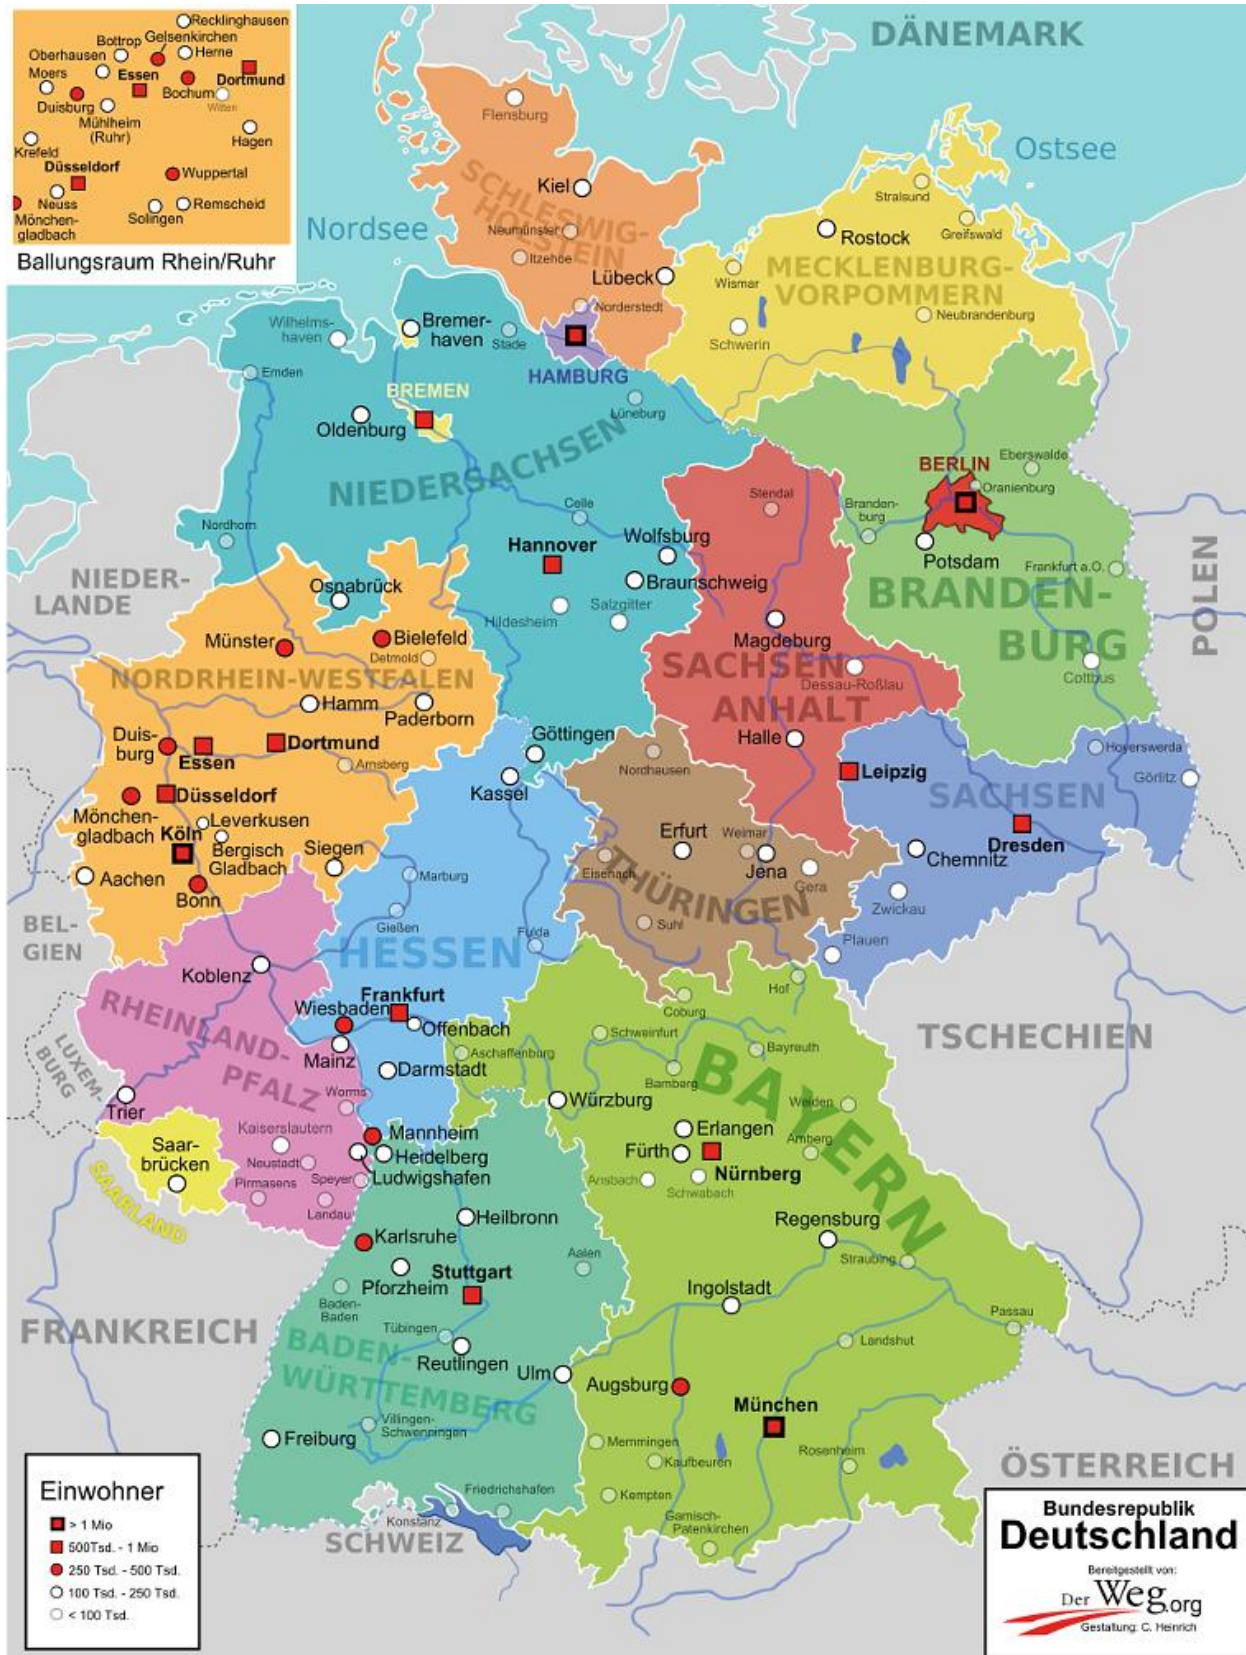 Recklinghausen
Bottrop
Gelsenkirchen
Oberhausen
Herne
Moers
Essen
Dortmund
Duisburg
Bochum
Witten
Mühlheim
(Ruhr)
Hagen
Krefeld
Düsseldorf
Wuppertal
Neuss
Remscheid
Mönchen-
gladbach
Solingen
Ballungsraum Rhein/Ruhr
DÄNEMARK
Nordsee
Ostsee
Flensburg
SCHLESWIG-
HOLSTEIN
Kiel
Neumünster
Itzehoe
Lübeck
Norderstedt
HAMBURG
Stralsund
Greifswald
Rostock
Wismar
MECKLENBURG-
VORPOMMERN
Neubrandenburg
Schwerin
Wilhelms-
haven
Bremer-
haven
Stade
Emden
BREMEN
Oldenburg
Lüneburg
NIEDERSACHSEN
Nordhorn
Celle
Hannover
Wolfsburg
Braunschweig
Osnabrück
Hildesheim
Salzgitter
Göttingen
BERLIN
Eberswalde
Oranienburg
Branden-
burg
Potsdam
Frankfurt a.O.
BRANDEN-
BURG
Cottbus
Stendal
Magdeburg
SACHSEN
ANHALT
Dessau-Roßlau
Halle
NIEDER-
LANDE
POLEN
Münster
Bielefeld
Detmold
NORDRHEIN-WESTFALEN
Hamm
Paderborn
Duis-
burg
Essen
Dortmund
Arnsberg
Düsseldorf
Mönchen-
gladbach
Köln
Leverkusen
Bergisch
Gladbach
Siegen
Aachen
Bonn
Kassel
Marburg
Gießen
Fulda
HESSEN
Frankfurt
Wiesbaden
Offenbach
Darmstadt
Nordhausen
Erfurt
Weimar
Jena
Gera
Eisenach
THÜRINGEN
Suhl
Leipzig
Hoyerswerda
Görlitz
SACHSEN
Dresden
Chemnitz
Zwickau
Plauen
BEL-
GIEN
LUXEM-
BURG
Koblenz
RHEINLAND-
PFALZ
Mainz
Trier
Worms
Kaiserslautern
Neustadt
Pirmasens
Speyer
Landau
Ludwigshafen
Saar-
brücken
SAARLAND
TSCHECHIEN
Hof
Coburg
Schweinfurt
Bayreuth
Aschaffenburg
Bamberg
BAYERN
Würzburg
Weiden
Erlangen
Amberg
Fürth
Nürnberg
Ansbach
Schwabach
Regensburg
Straubing
Ingolstadt
Passau
Landshut
Augsburg
München
Memmingen
Kaufbeuren
Rosenheim
Kempten
Gamisch-
Patenkirchen
Mannheim
Heidelberg
Heilbronn
Karlsruhe
Pforzheim
Stuttgart
Aalen
Baden-
Baden
Tübingen
Reutlingen
BADEN-
WÜRTTEMBERG
Ulm
Villingen-
Schwenningen
Freiburg
Friedrichshafen
Konstanz
FRANKREICH
SCHWEIZ
ÖSTERREICH
Einwohner
> 1 Mio
500Tsd. - 1 Mio
250 Tsd. - 500 Tsd.
100 Tsd. - 250 Tsd.
< 100 Tsd.
Bundesrepublik
Deutschland
Bereitgestellt von:
Der Weg.org
Gestaltung: C. Heinrich